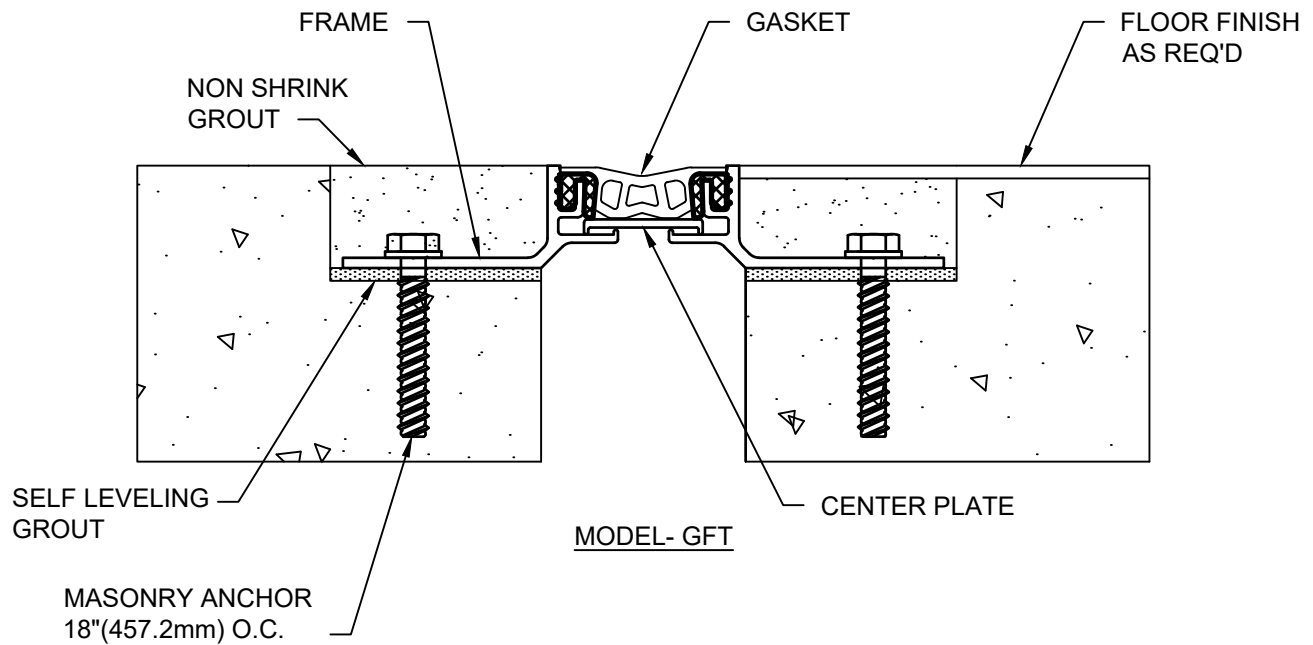 FRAME
GASKET
FLOOR FINISH
AS REQ'D
NON SHRINK
GROUT
SELF LEVELING
GROUT
CENTER PLATE
MODEL- GFT
MASONRY ANCHOR
18"(457.2mm) O.C.